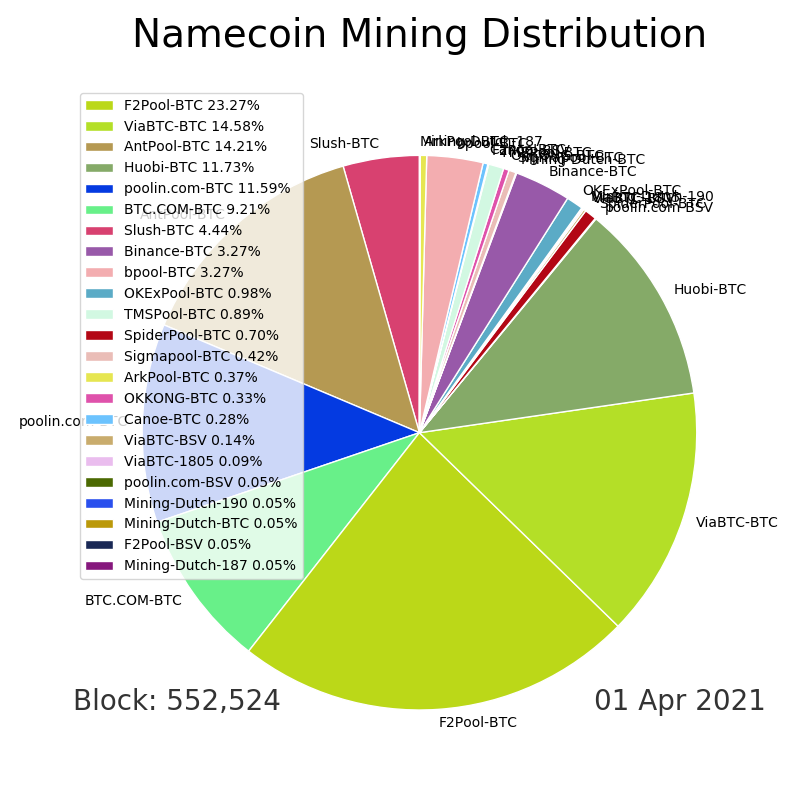 Namecoin Mining Distribution
F2Pool-BTC 23.27%
ViaBTC-BTC 14.58%
AntPool-BTC 14.21%
Huobi-BTC 11.73%
poolin.com-BTC 11.59%
BTC.COM-BTC 9.21%
Slush-BTC 4.44%
Binance-BTC 3.27%
bpool-BTC 3.27%
OKExPool-BTC 0.98%
TMSPool-BTC 0.89%
SpiderPool-BTC 0.70%
Sigmapool-BTC 0.42%
ArkPool-BTC 0.37%
OKKONG-BTC 0.33%
Canoe-BTC 0.28%
ViaBTC-BSV 0.14%
ViaBTC-1805 0.09%
poolin.com-BSV 0.05%
Mining-Dutch-190 0.05%
Mining-Dutch-BTC 0.05%
F2Pool-BSV 0.05%
Mining-Dutch-187 0.05%
Slush-BTC
Binance-BTC
OKExPool-BTC
poolin.com-BSV
Huobi-BTC
ViaBTC-BTC
F2Pool-BTC
BTC.COM-BTC
poolin.com-BTC
AntPool-BTC
Block: 552,524
01 Apr 2021